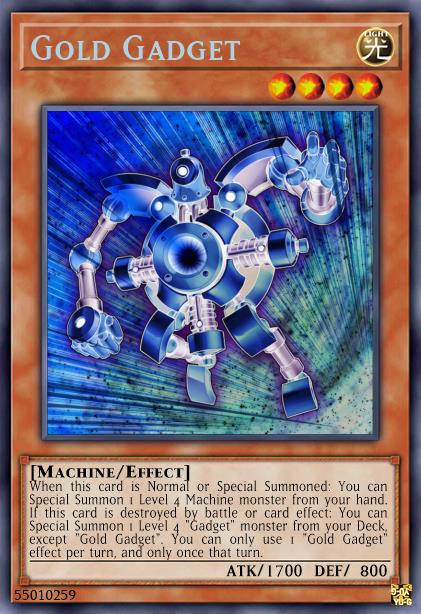 GOLD GADGET
LIGHT
光
[MACHINE/EFFECT]
When this card is Normal or Special Summoned: You can
Special Summon 1 Level 4 Machine monster from your hand.
If this card is destroyed by battle or card effect: You can
Special Summon 1 Level 4 "Gadget" monster from your Deck,
except "Gold Gadget". You can only use 1 "Gold Gadget"
effect per turn, and only once that turn.
ATK/1700 DEF/ 800
55010259